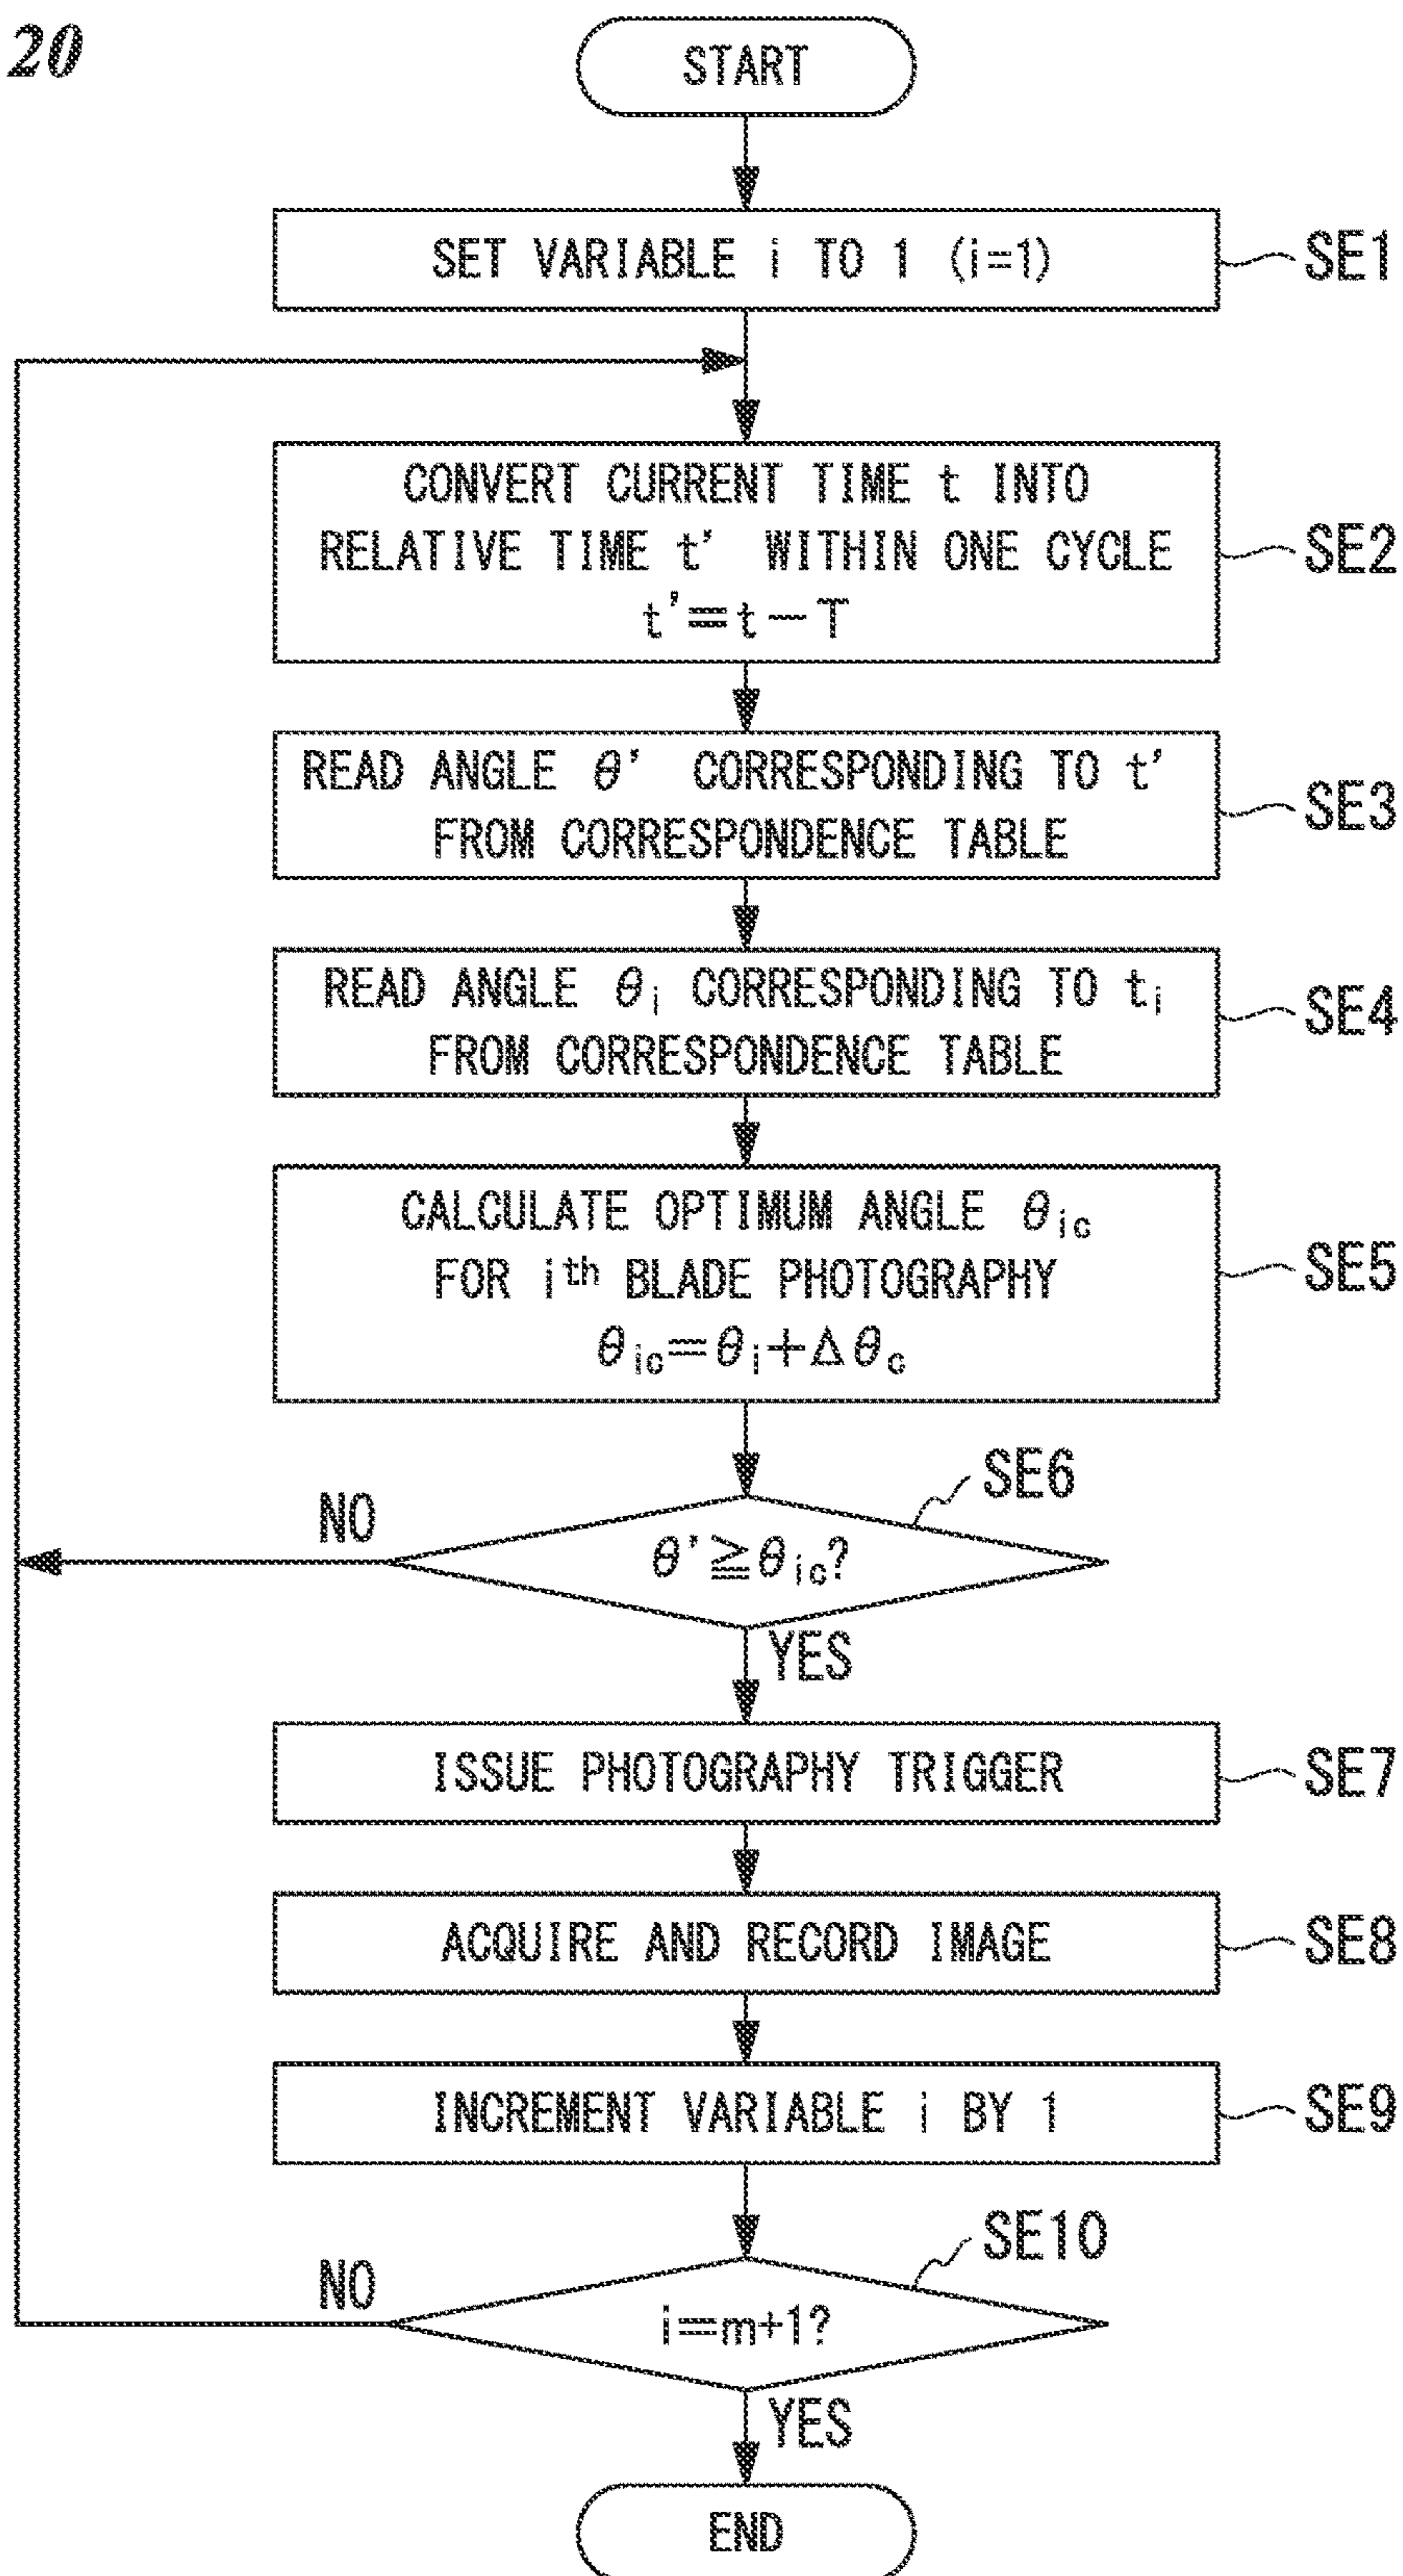 20
START
SET VARIABLE i TO 1 (i=1)
SE1
CONVERT CURRENT TIME t INTO
RELATIVE TIME t' WITHIN ONE CYCLE
t'=t−T
SE2
READ ANGLE θ' CORRESPONDING TO t'
FROM CORRESPONDENCE TABLE
SE3
READ ANGLE θi CORRESPONDING TO ti
FROM CORRESPONDENCE TABLE
SE4
CALCULATE OPTIMUM ANGLE θic
FOR ith BLADE PHOTOGRAPHY
θic=θi+Δθc
SE5
SE6
NO
θ'≧θic?
YES
ISSUE PHOTOGRAPHY TRIGGER
SE7
ACQUIRE AND RECORD IMAGE
SE8
INCREMENT VARIABLE i BY 1
SE9
SE10
NO
i=m+1?
YES
END